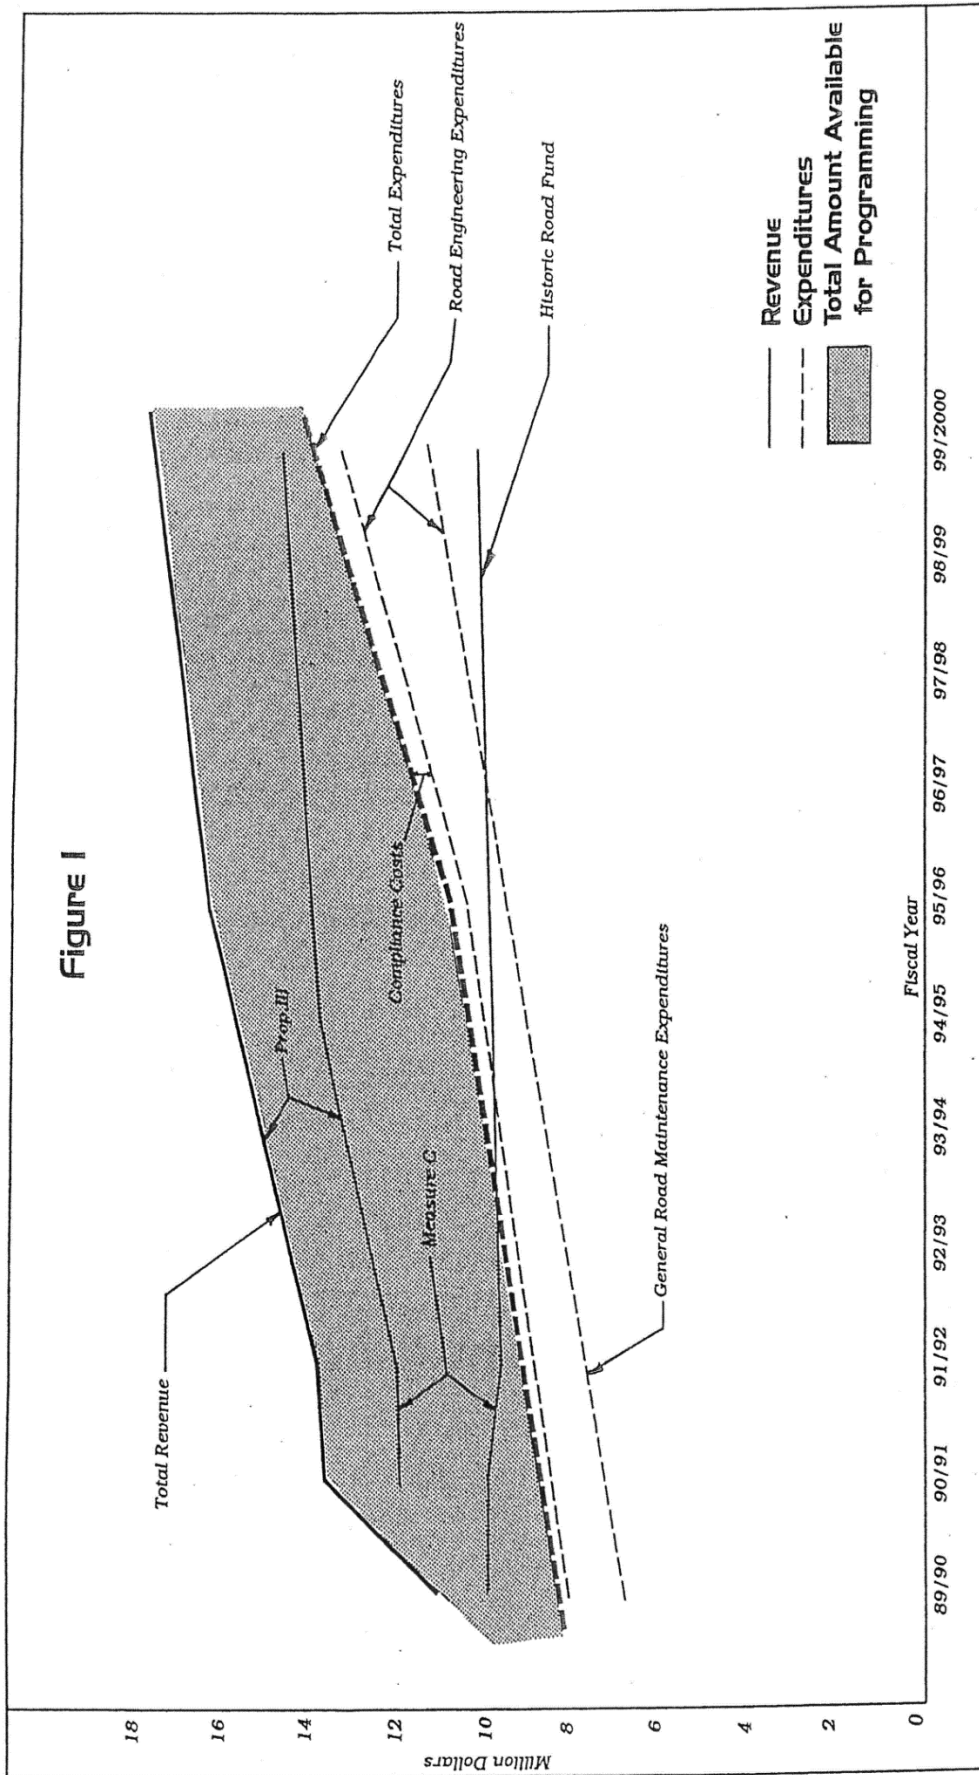 Figure 1
Total Revenue
Prop.111
Measure C
Compliance Costs
Total Expenditures
Road Engineering Expenditures
Historic Road Fund
General Road Maintenance Expenditures
Revenue
Expenditures
Total Amount Available
for Programming
Million Dollars
18
16
14
12
10
8
6
4
2
0
89/90 90/91 91/92 92/93 93/94 94/95 95/96 96/97 97/98 98/99 99/2000
Fiscal Year